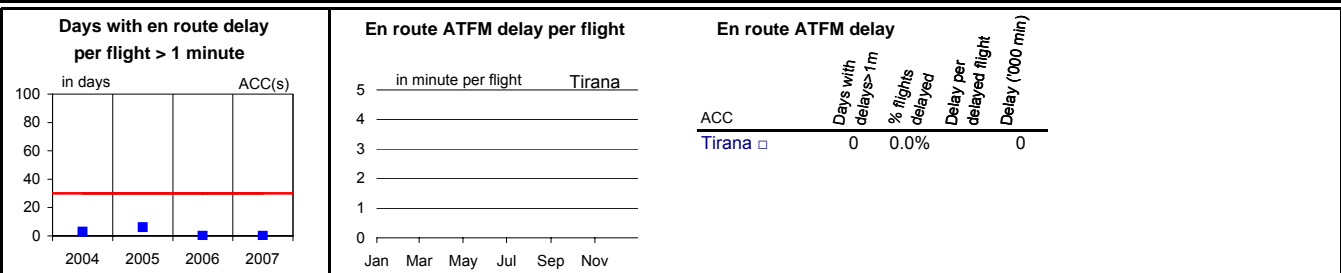 Days with en route delay
per flight > 1 minute
in days ACC(s)
100
80
60
40
20
0
2004 2005 2006 2007
En route ATFM delay per flight
in minute per flight Tirana
5
4
3
2
1
0
Jan Mar May Jul Sep Nov
En route ATFM delay
ACC Days with delays>1m % flights delayed Delay per delayed flight Delay ('000 min)
Tirana □ 0 0.0% 0